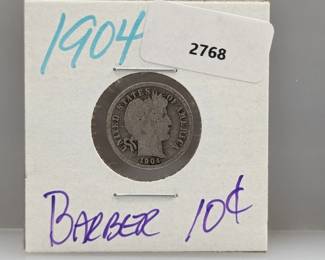 1904
2768
UNITED STATES OF AMERICA
1904
BARBER 10¢